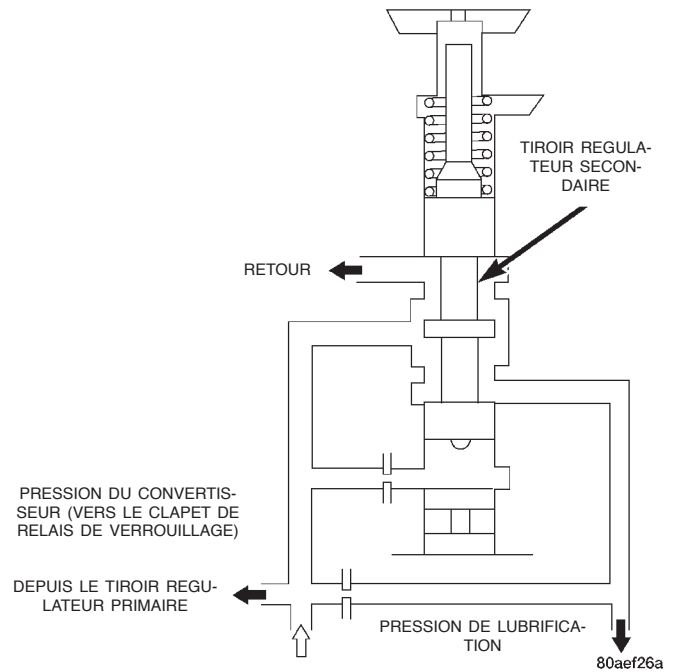 TIROIR REGULA-
TEUR SECON-
DAIRE
RETOUR
PRESSION DU CONVERTIS-
SEUR (VERS LE CLAPET DE
RELAIS DE VERROUILLAGE)
DEPUIS LE TIROIR REGU-
LATEUR PRIMAIRE
PRESSION DE LUBRIFICA-
TION
80aef26a